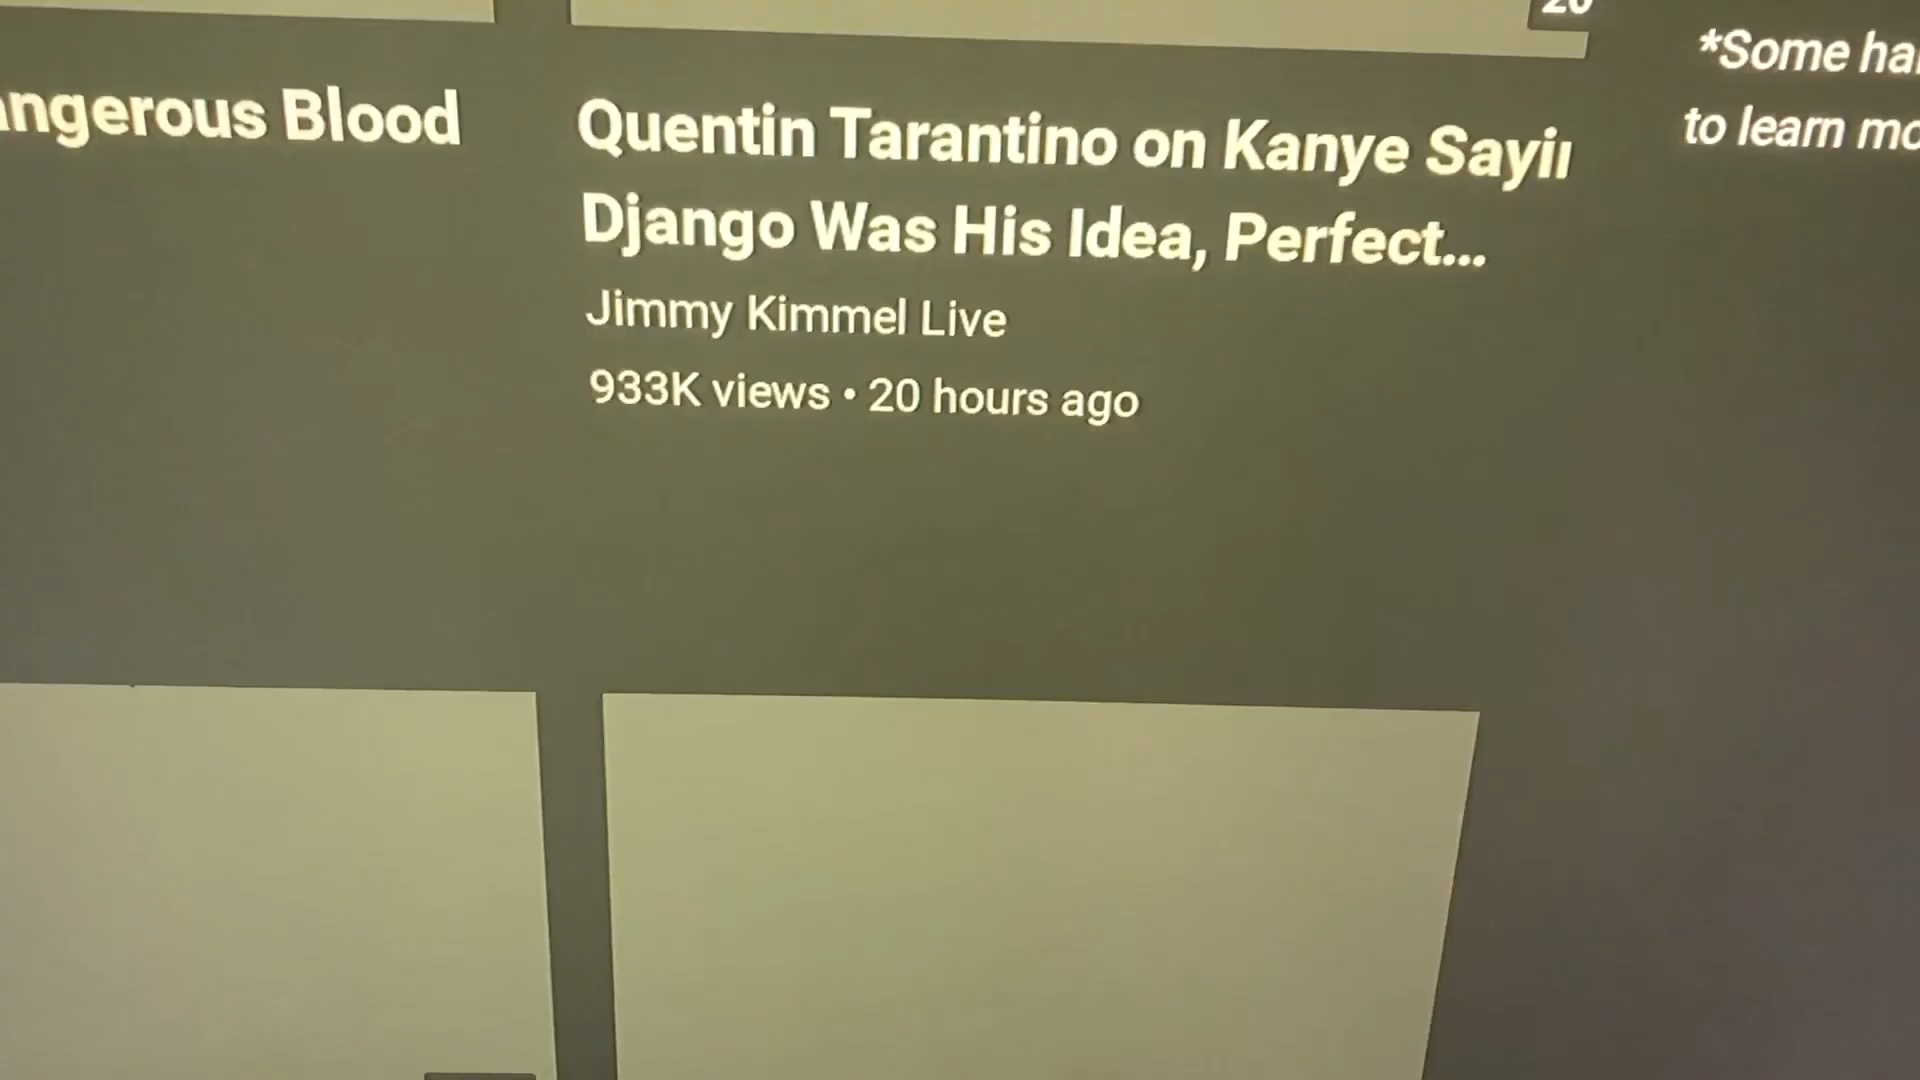 20
*Some
to learn
Blood
Quentin Tarantino on Kanye
Django Was His Idea, Perfect...
Jimmy Kimmel Live
933K views • 20 hours ago